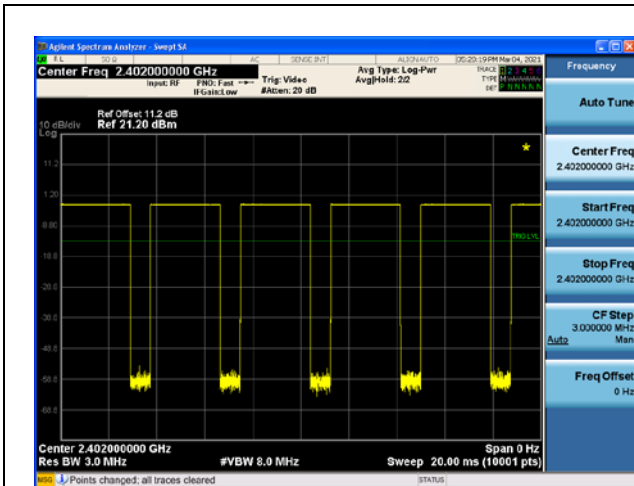 Agilent Spectrum Analyzer - Swept SA
RL 50 Ω AC SENSE:INT ALIGNAUTO 05:20:19 PM Mar 04, 2021
Center Freq 2.402000000 GHz
Input: RF PNO: Fast IFGain:Low
Trig: Video #Atten: 20 dB
Avg Type: Log-Pwr Avg|Hold: 2/2
TRACE 1 2 3 4 5 6
TYPE
DET P N N N N N
Frequency
Auto Tune
Center Freq
2.402000000 GHz
Start Freq
2.402000000 GHz
Stop Freq
2.402000000 GHz
CF Step
3.000000 MHz
Auto Man
Freq Offset
0 Hz
Ref Offset 11.2 dB
10 dB/div Ref 21.20 dBm
Log
11.2
1.20
-8.80
-18.8
-28.8
-38.8
-48.8
-58.8
-68.8
TRIG LVL
Center 2.402000000 GHz Span 0 Hz
Res BW 3.0 MHz #VBW 8.0 MHz Sweep 20.00 ms (10001 pts)
MSG Points changed; all traces cleared STATUS